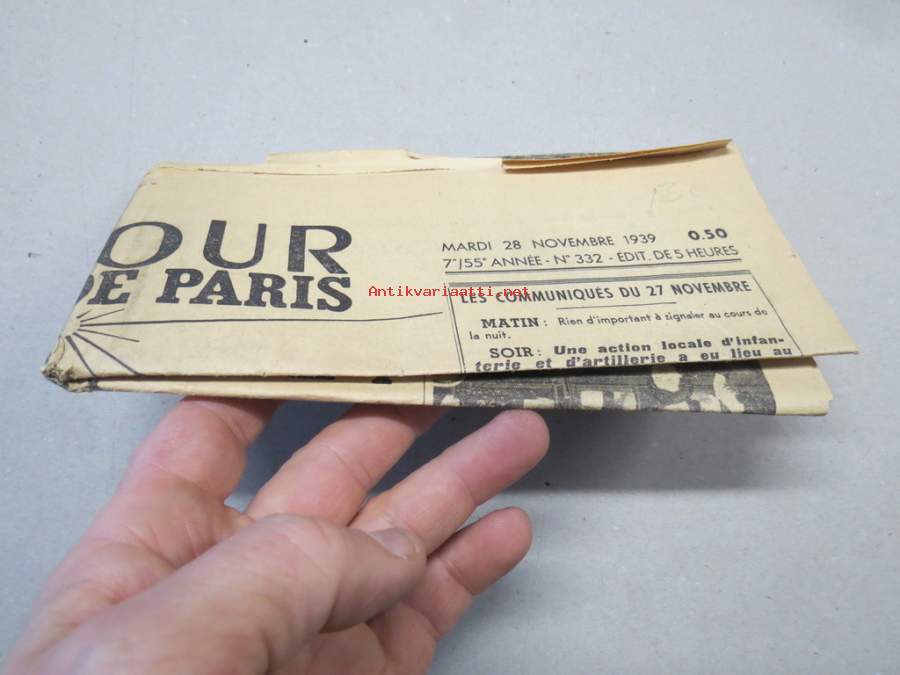 OUR
DE PARIS
MARDI 28 NOVEMBRE 1939 0.50
7e/55e ANNÉE - N° 332 - ÉDIT. DE 5 HEURES
Antikvariaatti.net
LES COMMUNIQUÉS DU 27 NOVEMBRE
MATIN : Rien d'important à signaler au cours de
la nuit.
SOIR : Une action locale d'infan-
terie et d'artillerie a eu lieu au